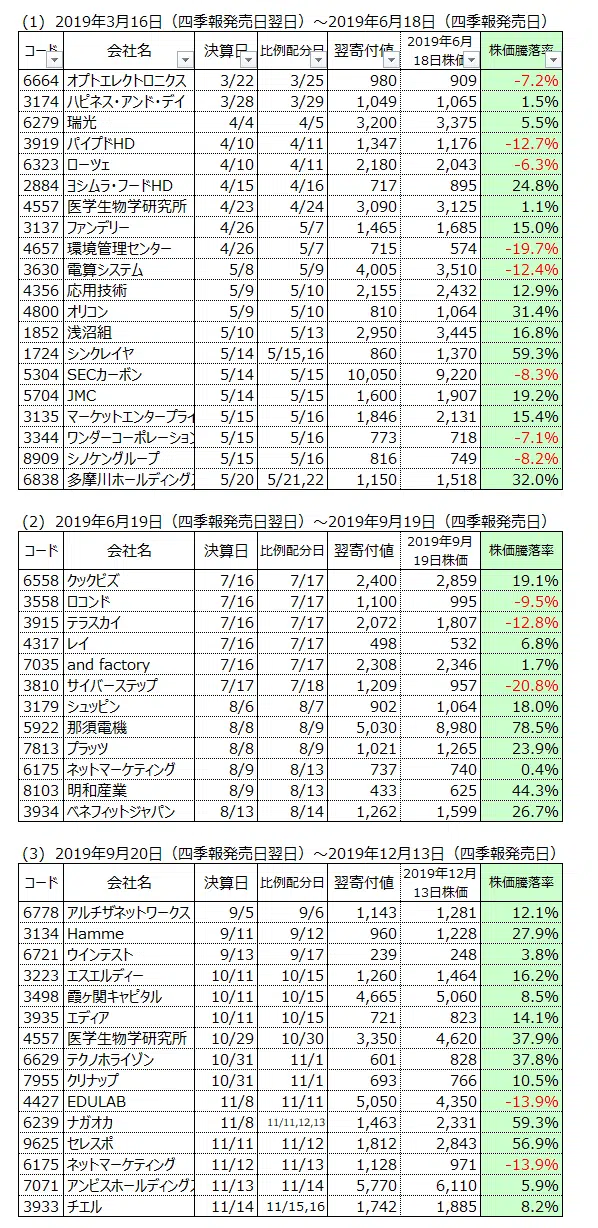 (1) 2019年3月16日（四季報発売日翌日）～2019年6月18日（四季報発売日）
コード 会社名 決算日 比例配分日 翌寄付値 2019年6月18日株価 株価騰落率
6664 オプトエレクトロニクス 3/22 3/25 980 909 -7.2%
3174 ハピネス・アンド・デイ 3/28 3/29 1,049 1,065 1.5%
6279 瑞光 4/4 4/5 3,200 3,375 5.5%
3919 パイプドHD 4/10 4/11 1,347 1,176 -12.7%
6323 ローツェ 4/10 4/11 2,180 2,043 -6.3%
2884 ヨシムラ・フードHD 4/15 4/16 717 895 24.8%
4557 医学生物学研究所 4/23 4/24 3,090 3,125 1.1%
3137 ファンデリー 4/26 5/7 1,465 1,685 15.0%
4657 環境管理センター 4/26 5/7 715 574 -19.7%
3630 電算システム 5/8 5/9 4,005 3,510 -12.4%
4356 応用技術 5/9 5/10 2,155 2,432 12.9%
4800 オリコン 5/9 5/10 810 1,064 31.4%
1852 浅沼組 5/10 5/13 2,950 3,445 16.8%
1724 シンクレイヤ 5/14 5/15,16 860 1,370 59.3%
5304 SECカーボン 5/14 5/15 10,050 9,220 -8.3%
5704 JMC 5/14 5/15 1,600 1,907 19.2%
3135 マーケットエンタープライ 5/15 5/16 1,846 2,131 15.4%
3344 ワンダーコーポレーション 5/15 5/16 773 718 -7.1%
8909 シノケングループ 5/15 5/16 816 749 -8.2%
6838 多摩川ホールディングス 5/20 5/21,22 1,150 1,518 32.0%
(2) 2019年6月19日（四季報発売日翌日）～2019年9月19日（四季報発売日）
コード 会社名 決算日 比例配分日 翌寄付値 2019年9月19日株価 株価騰落率
6558 クックビズ 7/16 7/17 2,400 2,859 19.1%
3558 ロコンド 7/16 7/17 1,100 995 -9.5%
3915 テラスカイ 7/16 7/17 2,072 1,807 -12.8%
4317 レイ 7/16 7/17 498 532 6.8%
7035 and factory 7/16 7/17 2,308 2,346 1.7%
3810 サイバーステップ 7/17 7/18 1,209 957 -20.8%
3179 シュッピン 8/6 8/7 902 1,064 18.0%
5922 那須電機 8/8 8/9 5,030 8,980 78.5%
7813 プラッツ 8/8 8/9 1,021 1,265 23.9%
6175 ネットマーケティング 8/9 8/13 737 740 0.4%
8103 明和産業 8/9 8/13 433 625 44.3%
3934 ベネフィットジャパン 8/13 8/14 1,262 1,599 26.7%
(3) 2019年9月20日（四季報発売日翌日）～2019年12月13日（四季報発売日）
コード 会社名 決算日 比例配分日 翌寄付値 2019年12月13日株価 株価騰落率
6778 アルチザネットワークス 9/5 9/6 1,143 1,281 12.1%
3134 Hamme 9/11 9/12 960 1,228 27.9%
6721 ウインテスト 9/13 9/17 239 248 3.8%
3223 エスエルディー 10/11 10/15 1,260 1,464 16.2%
3498 霞ヶ関キャピタル 10/11 10/15 4,665 5,060 8.5%
3935 エディア 10/11 10/15 721 823 14.1%
4557 医学生物学研究所 10/29 10/30 3,350 4,620 37.9%
6629 テクノホライゾン 10/31 11/1 601 828 37.8%
7955 クリナップ 10/31 11/1 693 766 10.5%
4427 EDULAB 11/8 11/11 5,050 4,350 -13.9%
6239 ナガオカ 11/8 11/11,12,13 1,463 2,331 59.3%
9625 セレスポ 11/11 11/12 1,812 2,843 56.9%
6175 ネットマーケティング 11/12 11/13 1,128 971 -13.9%
7071 アンビスホールディングス 11/13 11/14 5,770 6,110 5.9%
3933 チエル 11/14 11/15,16 1,742 1,885 8.2%